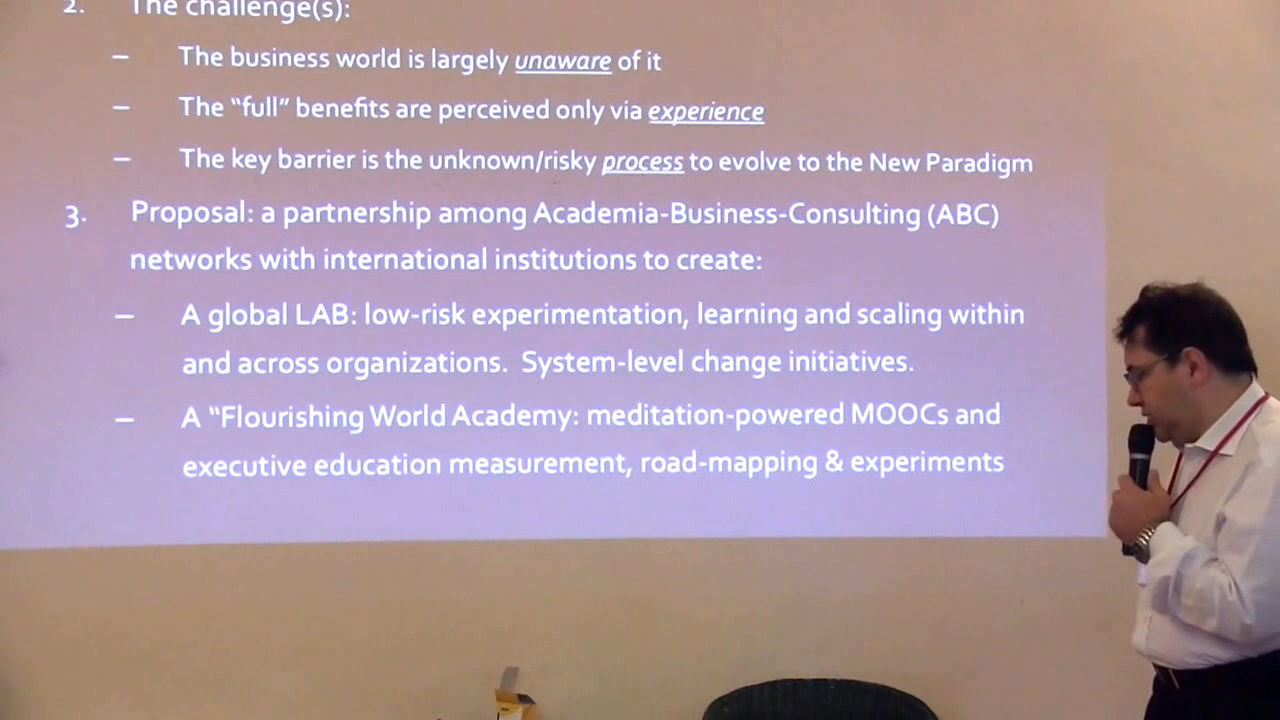 2. The challenge(s):
– The business world is largely unaware of it
– The “full” benefits are perceived only via experience
– The key barrier is the unknown/risky process to evolve to the New Paradigm
3. Proposal: a partnership among Academia-Business-Consulting (ABC)
networks with international institutions to create:
– A global LAB: low-risk experimentation, learning and scaling within
and across organizations. System-level change initiatives.
– A “Flourishing World Academy: meditation-powered MOOCs and
executive education measurement, road-mapping & experiments